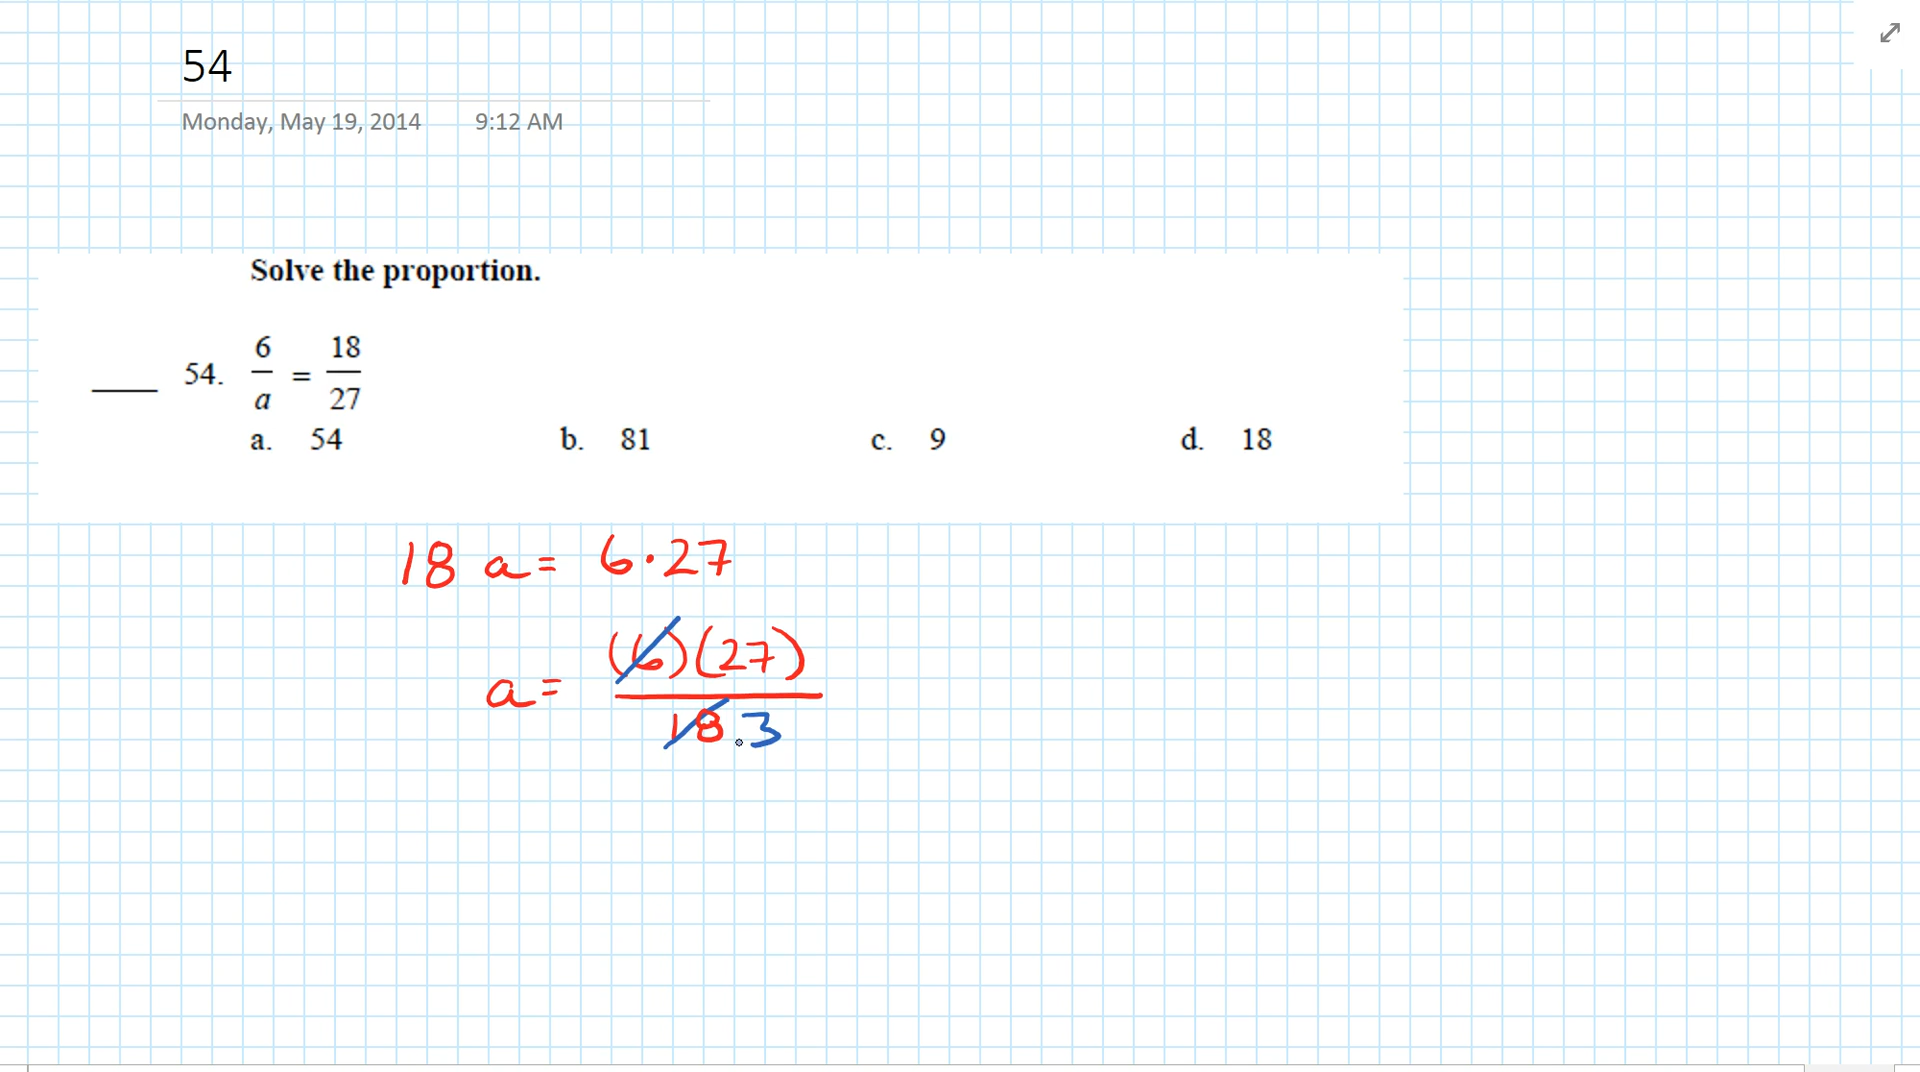 54
Monday, May 19, 2014 9:12 AM
Solve the proportion.
____ 54. 6/a = 18/27
a. 54 b. 81 c. 9 d. 18
18 a = 6·27
a = (6)(27)
18 3